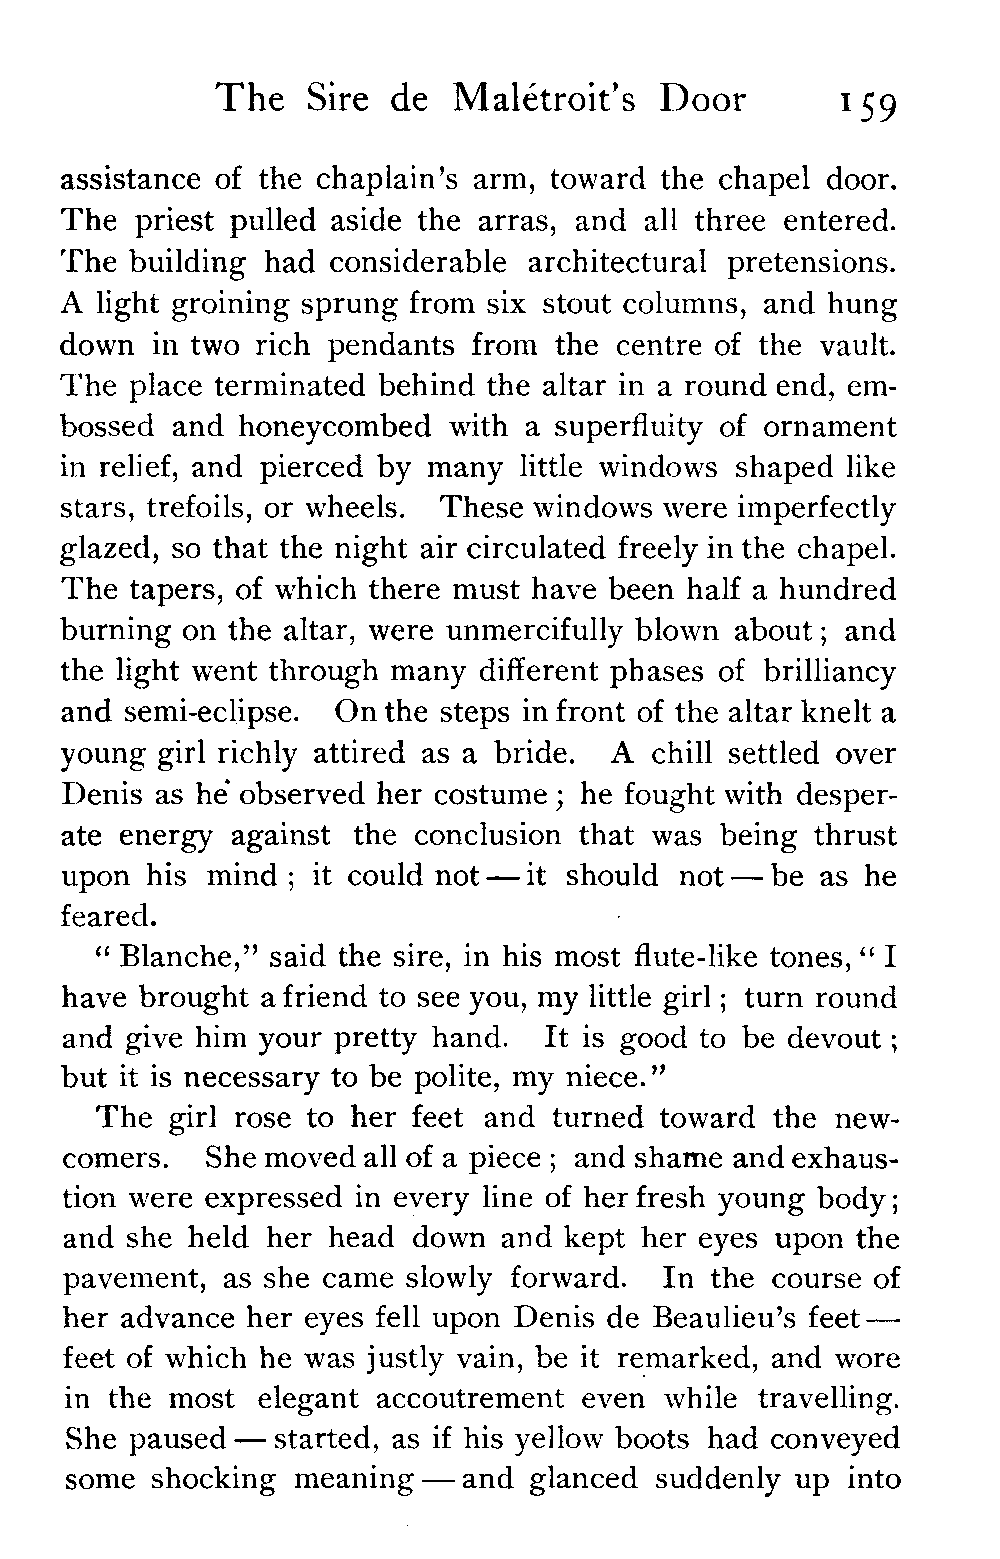 The Sire de Malétroit's Door 159
assistance of the chaplain's arm, toward the chapel door.
The priest pulled aside the arras, and all three entered.
The building had considerable architectural pretensions.
A light groining sprung from six stout columns, and hung
down in two rich pendants from the centre of the vault.
The place terminated behind the altar in a round end, em-
bossed and honeycombed with a superfluity of ornament
in relief, and pierced by many little windows shaped like
stars, trefoils, or wheels. These windows were imperfectly
glazed, so that the night air circulated freely in the chapel.
The tapers, of which there must have been half a hundred
burning on the altar, were unmercifully blown about ; and
the light went through many different phases of brilliancy
and semi-eclipse. On the steps in front of the altar knelt a
young girl richly attired as a bride. A chill settled over
Denis as he observed her costume ; he fought with desper-
ate energy against the conclusion that was being thrust
upon his mind ; it could not — it should not — be as he
feared.
" Blanche," said the sire, in his most flute-like tones, " I
have brought a friend to see you, my little girl ; turn round
and give him your pretty hand. It is good to be devout ;
but it is necessary to be polite, my niece."
The girl rose to her feet and turned toward the new-
comers. She moved all of a piece ; and shame and exhaus-
tion were expressed in every line of her fresh young body ;
and she held her head down and kept her eyes upon the
pavement, as she came slowly forward. In the course of
her advance her eyes fell upon Denis de Beaulieu's feet —
feet of which he was justly vain, be it remarked, and wore
in the most elegant accoutrement even while travelling.
She paused — started, as if his yellow boots had conveyed
some shocking meaning — and glanced suddenly up into